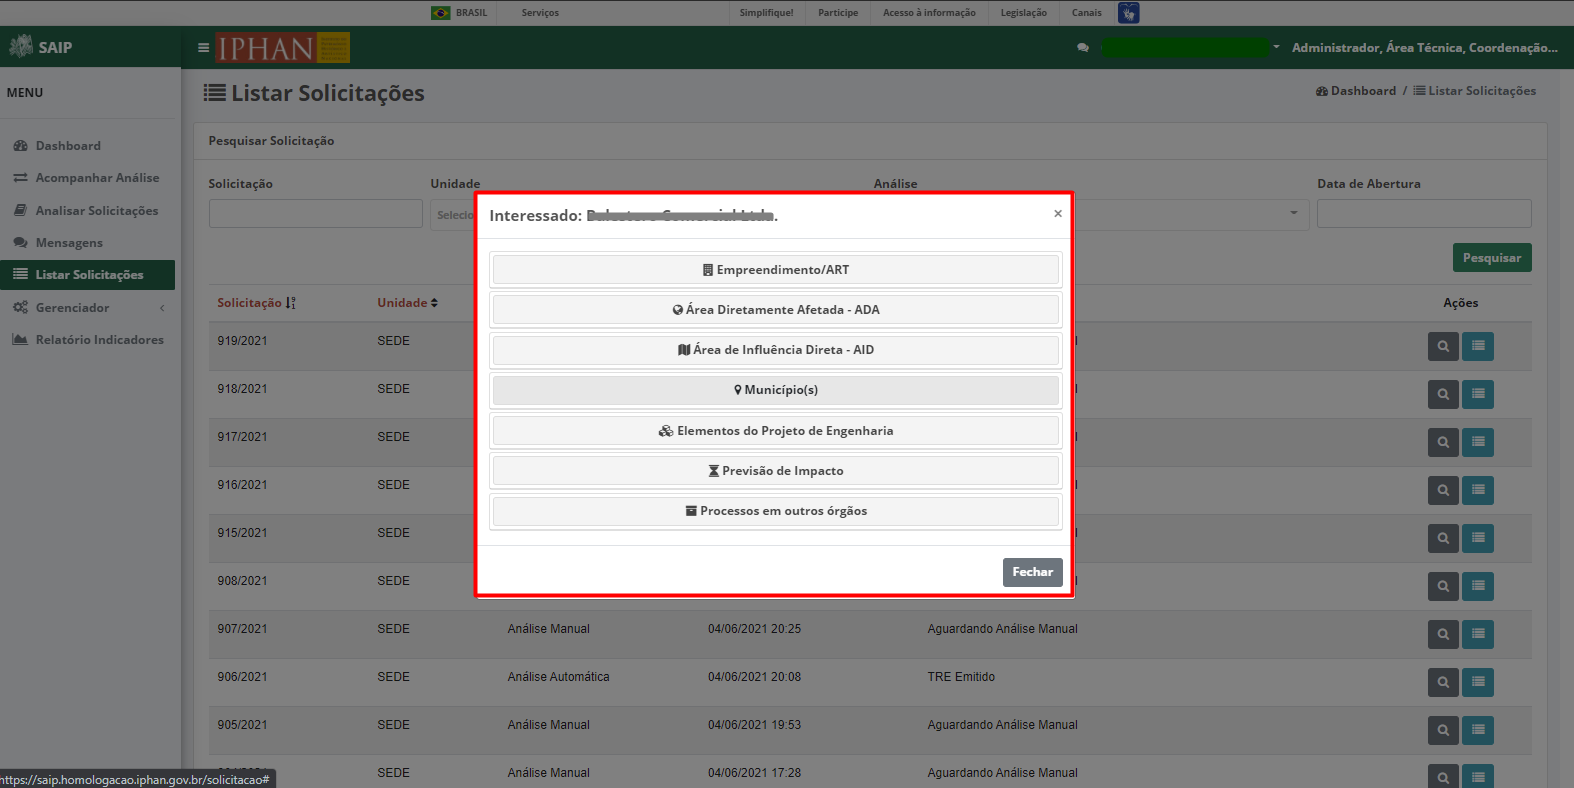 BRASIL Serviços Simplifique! Participe Acesso à informação Legislação Canais
SAIP IPHAN Administrador, Área Técnica, Coordenação...
MENU
Dashboard
Acompanhar Análise
Analisar Solicitações
Mensagens
Listar Solicitações
Gerenciador
Relatório Indicadores
Listar Solicitações Dashboard / Listar Solicitações
Pesquisar Solicitação
Solicitação Unidade Análise Data de Abertura
Selecio
Pesquisar
Interessado:
×
Empreendimento/ART
Área Diretamente Afetada - ADA
Área de Influência Direta - AID
Município(s)
Elementos do Projeto de Engenharia
Previsão de Impacto
Processos em outros órgãos
Fechar
Solicitação Unidade Ações
919/2021 SEDE
918/2021 SEDE
917/2021 SEDE
916/2021 SEDE
915/2021 SEDE
908/2021 SEDE
907/2021 SEDE Análise Manual 04/06/2021 20:25 Aguardando Análise Manual
906/2021 SEDE Análise Automática 04/06/2021 20:08 TRE Emitido
905/2021 SEDE Análise Manual 04/06/2021 19:53 Aguardando Análise Manual
SEDE Análise Manual 04/06/2021 17:28 Aguardando Análise Manual
https://saip.homologacao.iphan.gov.br/solicitacao#